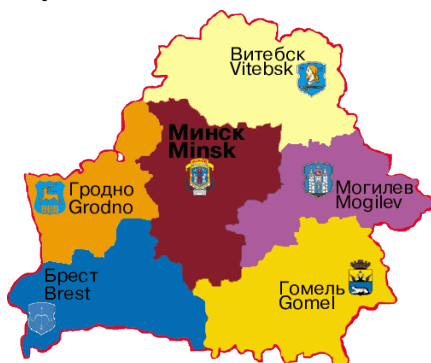 Витебск
Vitebsk
Минск
Minsk
Гродно
Grodno
Могилев
Mogilev
Брест
Brest
Гомель
Gomel